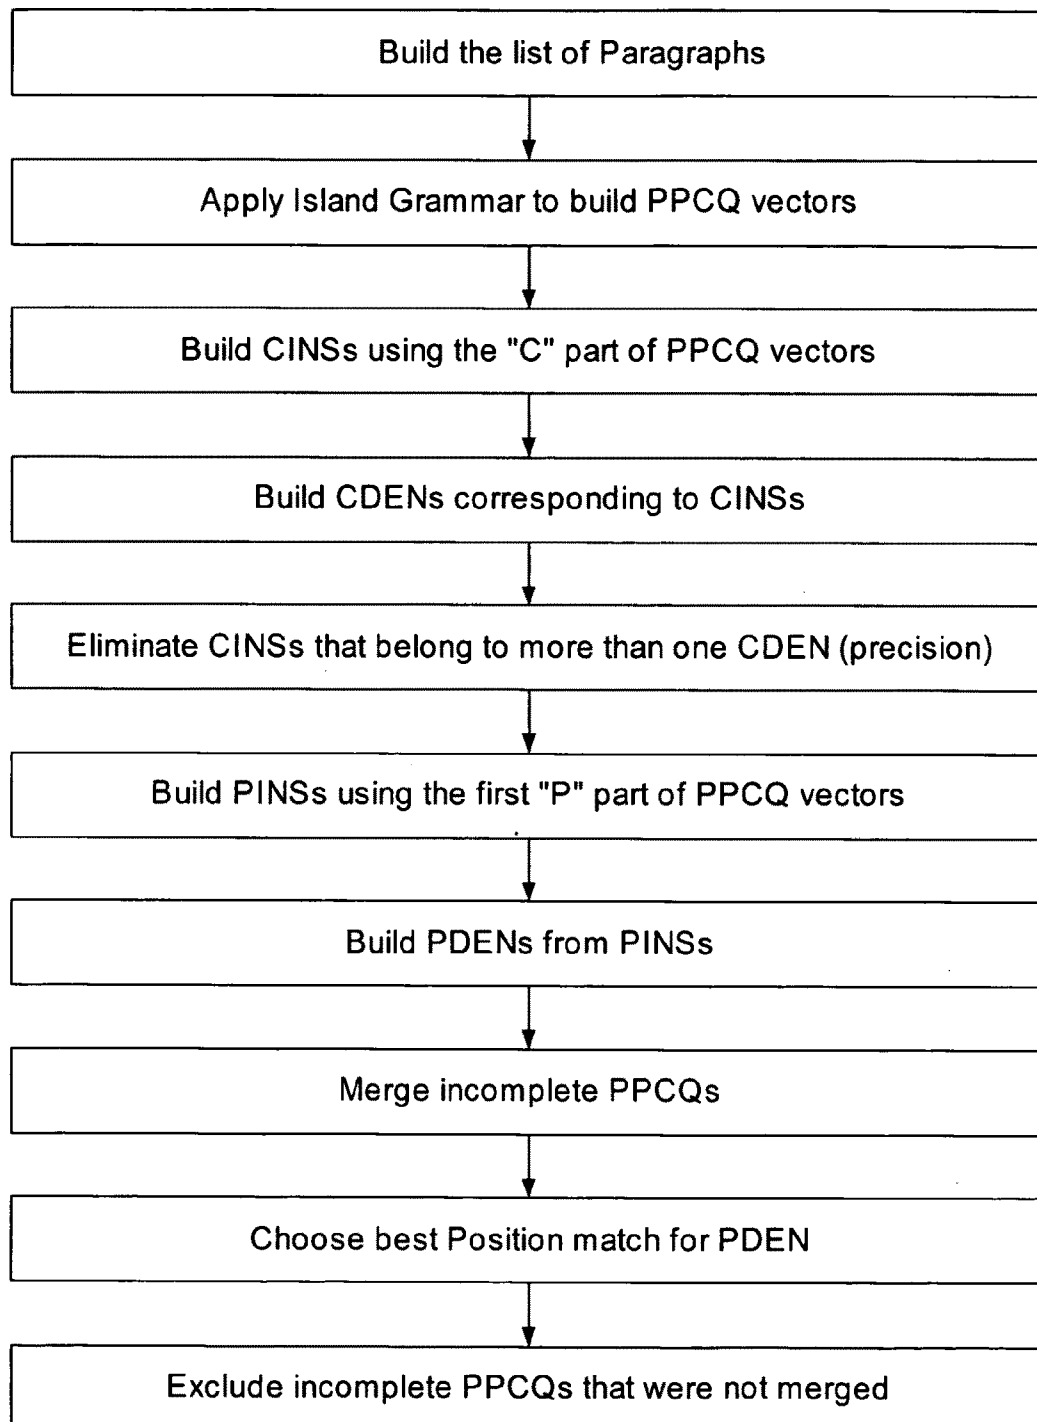 Build the list of Paragraphs
Apply Island Grammar to build PPCQ vectors
Build CINSs using the "C" part of PPCQ vectors
Build CDENs corresponding to CINSs
Eliminate CINSs that belong to more than one CDEN (precision)
Build PINSs using the first "P" part of PPCQ vectors
Build PDENs from PINSs
Merge incomplete PPCQs
Choose best Position match for PDEN
Exclude incomplete PPCQs that were not merged